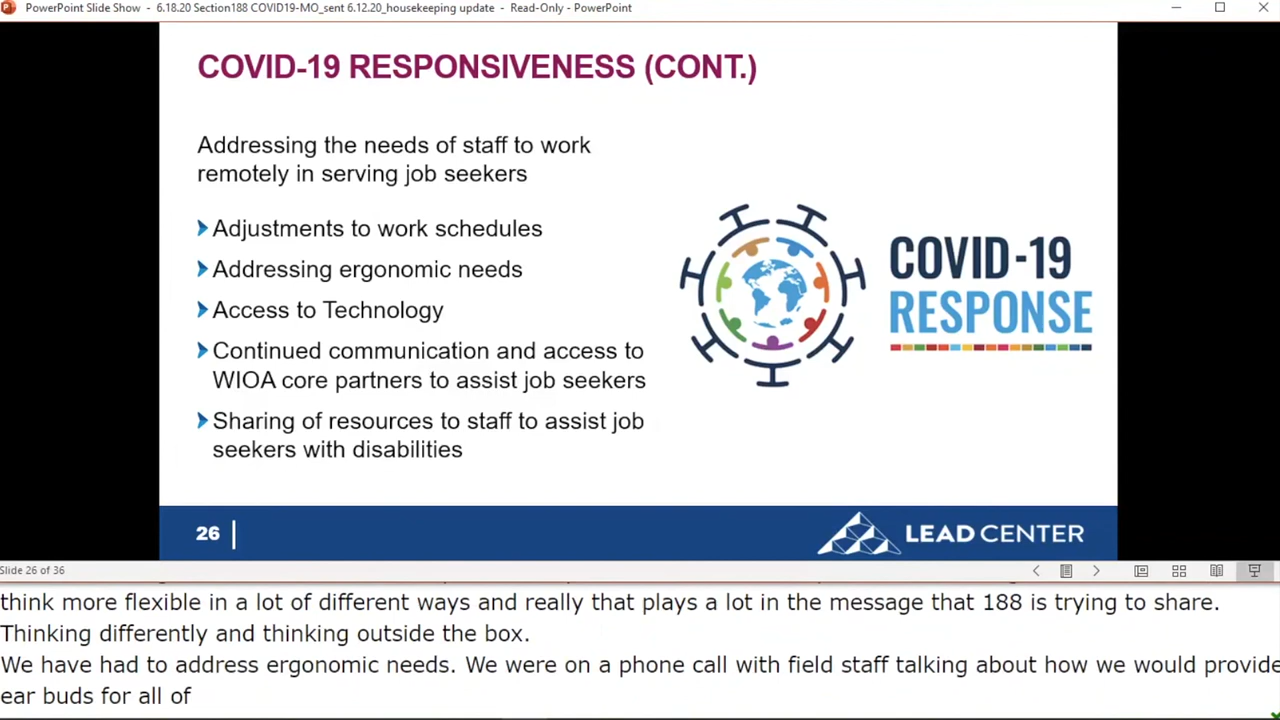 PowerPoint Slide Show - 6.18.20 Section188 COVID19-MO_sent 6.12.20_housekeeping update - Read-Only - PowerPoint
COVID-19 RESPONSIVENESS (CONT.)
Addressing the needs of staff to work
remotely in serving job seekers
Adjustments to work schedules
Addressing ergonomic needs
Access to Technology
Continued communication and access to
WIOA core partners to assist job seekers
Sharing of resources to staff to assist job
seekers with disabilities
COVID-19
RESPONSE
26
LEAD CENTER
Slide 26 of 36
think more flexible in a lot of different ways and really that plays a lot in the message that 188 is trying to share.
Thinking differently and thinking outside the box.
We have had to address ergonomic needs. We were on a phone call with field staff talking about how we would provide
ear buds for all of